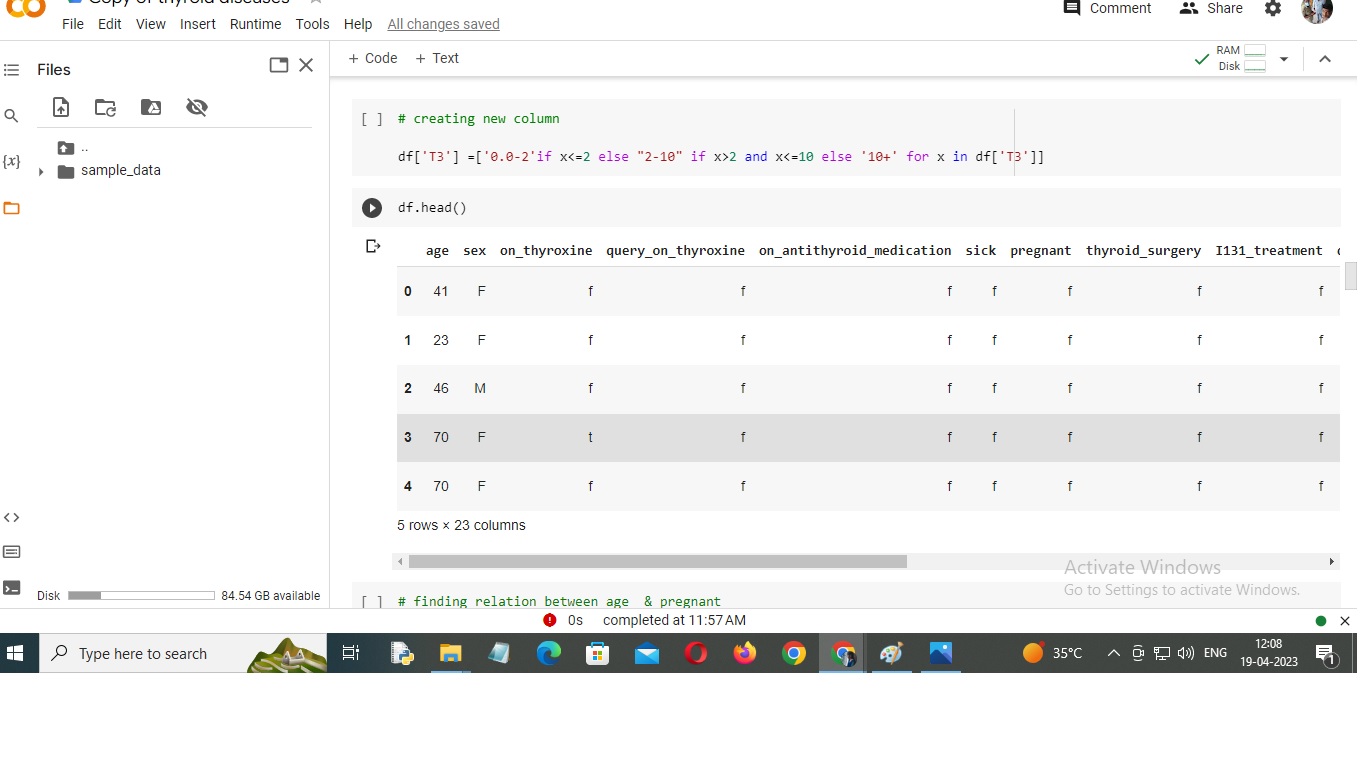 Copy of thyroid diseases
File Edit View Insert Runtime Tools Help All changes saved
Comment Share
Files
+ Code + Text
RAM
Disk
..
sample_data
{x}
[ ] # creating new column
df['T3'] =['0.0-2'if x<=2 else "2-10" if x>2 and x<=10 else '10+' for x in df['T3']]
df.head()
age sex on_thyroxine query_on_thyroxine on_antithyroid_medication sick pregnant thyroid_surgery I131_treatment
0 41 F f f f f f f f
1 23 F f f f f f f f
2 46 M f f f f f f f
3 70 F t f f f f f f
4 70 F f f f f f f f
5 rows × 23 columns
Activate Windows
Go to Settings to activate Windows.
Disk 84.54 GB available
[ ] # finding relation between age & pregnant
0s completed at 11:57 AM
Type here to search
35°C
ENG
12:08
19-04-2023
1